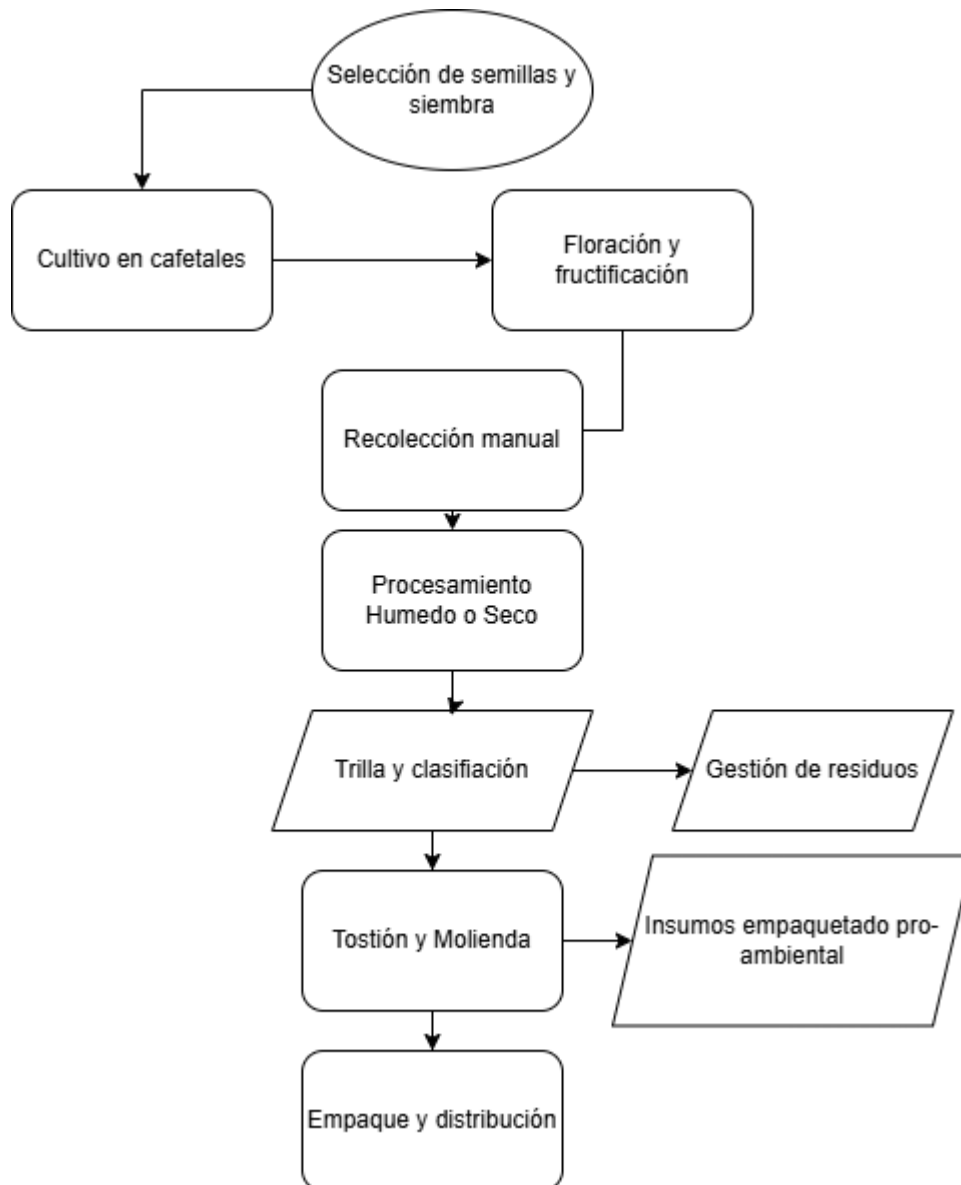 Selección de semillas y
siembra
Cultivo en cafetales
Floración y
fructificación
Recolección manual
Procesamiento
Humedo o Seco
Trilla y clasifiación
Gestión de residuos
Tostión y Molienda
Insumos empaquetado pro-
ambiental
Empaque y distribución